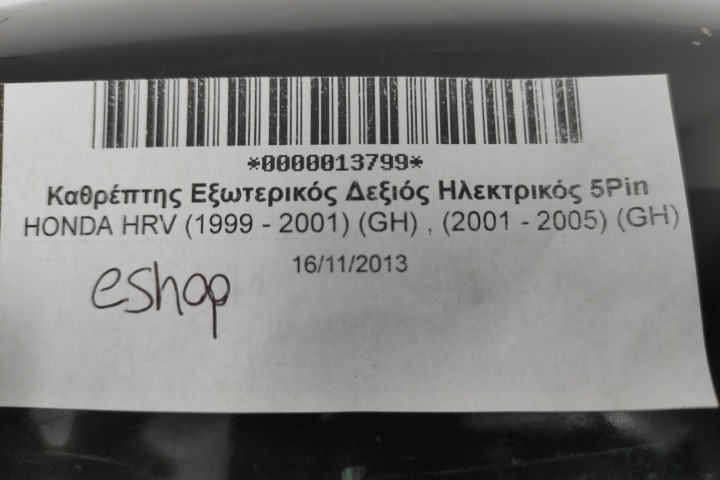 *0000013799*
Καθρέπτης Εξωτερικός Δεξιός Ηλεκτρικός 5Pin
HONDA HRV (1999 - 2001) (GH) , (2001 - 2005) (GH)
16/11/2013
eshop